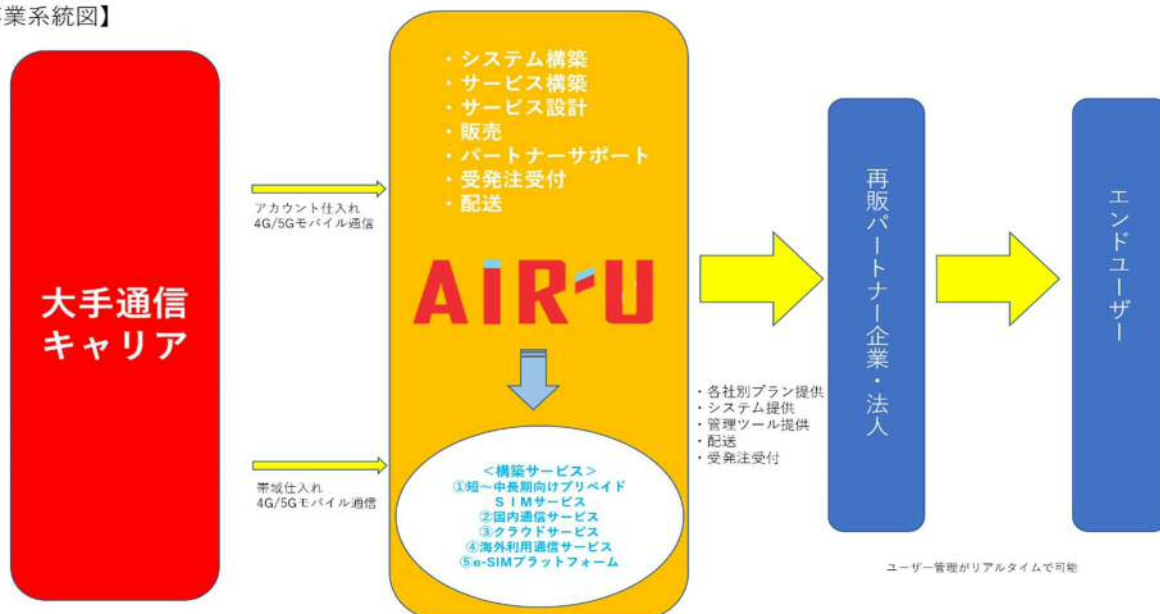 業系統図】
大手通信
キャリア
アカウント仕入れ
4G/5Gモバイル通信
帯域仕入れ
4G/5Gモバイル通信
・システム構築
・サービス構築
・サービス設計
・販売
・パートナーサポート
・受発注受付
・配送
AiR'U
＜構築サービス＞
①短～中長期向けプリペイド
ＳＩＭサービス
②国内通信サービス
③クラウドサービス
④海外利用通信サービス
⑤e-SIMプラットフォーム
・各社別プラン提供
・システム提供
・管理ツール提供
・配送
・受発注受付
再販パートナー企業・法人
エンドユーザー
ユーザー管理がリアルタイムで可能